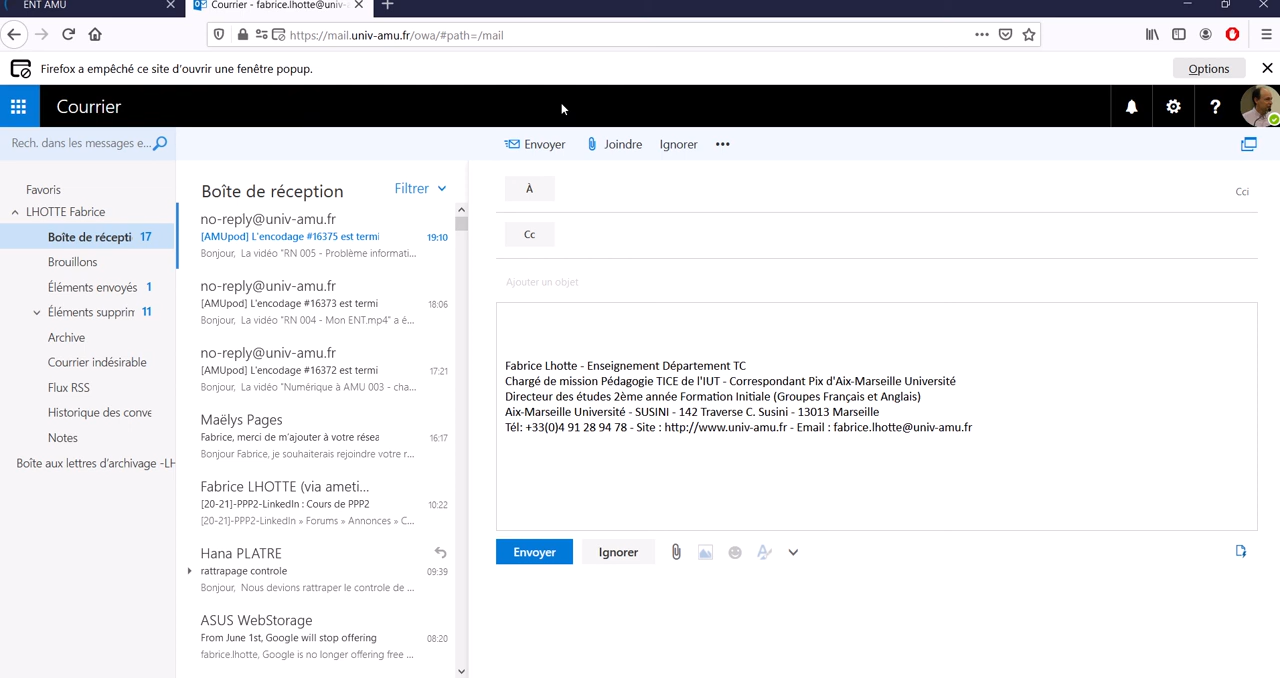 ENT AMU
Courrier - fabrice.lhotte@univ-
https://mail.univ-amu.fr/owa/#path=/mail
Firefox a empêché ce site d'ouvrir une fenêtre popup.
Options
Courrier
Rech. dans les messages e...
Envoyer
Joindre
Ignorer
Favoris
LHOTTE Fabrice
Boîte de récepti 17
Brouillons
Éléments envoyés 1
Éléments supprim 11
Archive
Courrier indésirable
Flux RSS
Historique des conve
Notes
Boîte aux lettres d'archivage -LH
Boîte de réception
Filtrer
no-reply@univ-amu.fr
[AMUpod] L'encodage #16375 est termi 19:10
Bonjour, La vidéo "RN 005 - Problème informati...
no-reply@univ-amu.fr
[AMUpod] L'encodage #16373 est termi 18:06
Bonjour, La vidéo "RN 004 - Mon ENT.mp4" a é...
no-reply@univ-amu.fr
[AMUpod] L'encodage #16372 est termi 17:21
Bonjour, La vidéo "Numérique à AMU 003 - cha...
Maëlys Pages
Fabrice, merci de m'ajouter à votre résea 16:17
Bonjour Fabrice, je souhaiterais rejoindre votre r...
Fabrice LHOTTE (via ameti...
[20-21]-PPP2-LinkedIn : Cours de PPP2 10:22
[20-21]-PPP2-LinkedIn » Forums » Annonces » C...
Hana PLATRE
rattrapage controle 09:39
Bonjour, Nous devions rattraper le controle de ...
ASUS WebStorage
From June 1st, Google will stop offering 08:20
fabrice.lhotte, Google is no longer offering free ...
À
Cci
Cc
Ajouter un objet
Fabrice Lhotte - Enseignement Département TC
Chargé de mission Pédagogie TICE de l'IUT - Correspondant Pix d'Aix-Marseille Université
Directeur des études 2ème année Formation Initiale (Groupes Français et Anglais)
Aix-Marseille Université - SUSINI - 142 Traverse C. Susini - 13013 Marseille
Tél: +33(0)4 91 28 94 78 - Site : http://www.univ-amu.fr - Email : fabrice.lhotte@univ-amu.fr
Envoyer
Ignorer